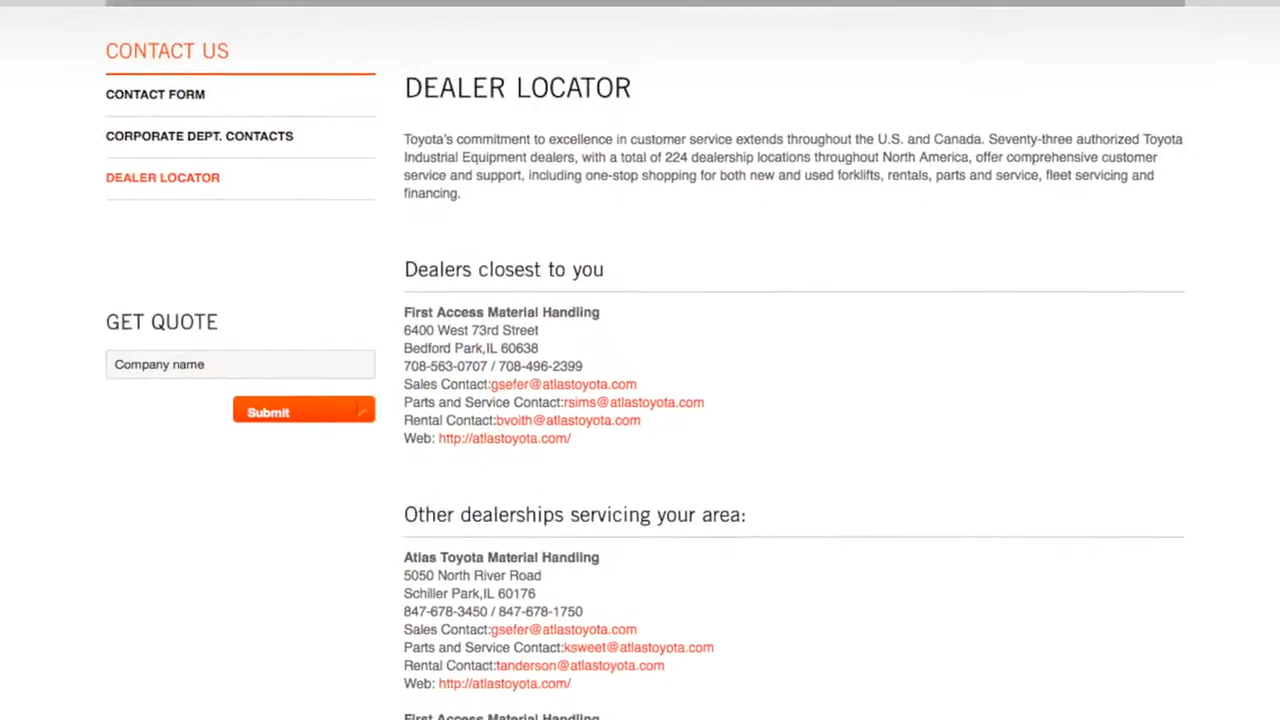 CONTACT US
CONTACT FORM
CORPORATE DEPT. CONTACTS
DEALER LOCATOR
GET QUOTE
Company name
Submit
DEALER LOCATOR
Toyota's commitment to excellence in customer service extends throughout the U.S. and Canada. Seventy-three authorized Toyota
Industrial Equipment dealers, with a total of 224 dealership locations throughout North America, offer comprehensive customer
service and support, including one-stop shopping for both new and used forklifts, rentals, parts and service, fleet servicing and
financing.
Dealers closest to you
First Access Material Handling
6400 West 73rd Street
Bedford Park,IL 60638
708-563-0707 / 708-496-2399
Sales Contact:gsefer@atlastoyota.com
Parts and Service Contact:rsims@atlastoyota.com
Rental Contact:bvoith@atlastoyota.com
Web: http://atlastoyota.com/
Other dealerships servicing your area:
Atlas Toyota Material Handling
5050 North River Road
Schiller Park,IL 60176
847-678-3450 / 847-678-1750
Sales Contact:gsefer@atlastoyota.com
Parts and Service Contact:ksweet@atlastoyota.com
Rental Contact:tanderson@atlastoyota.com
Web: http://atlastoyota.com/
First Access Material Handling